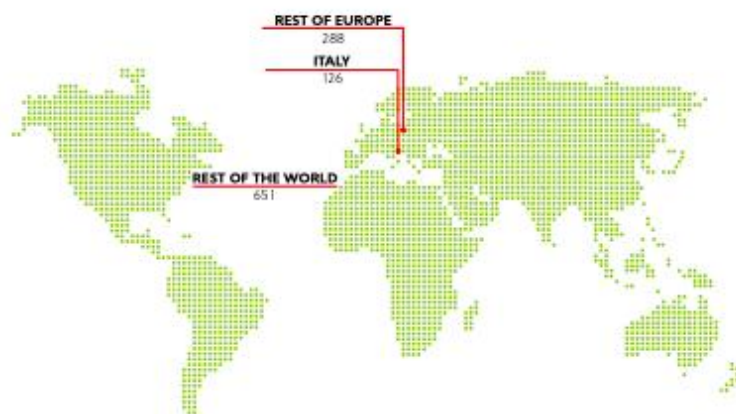 REST OF EUROPE
288
ITALY
126
REST OF THE WORLD
651